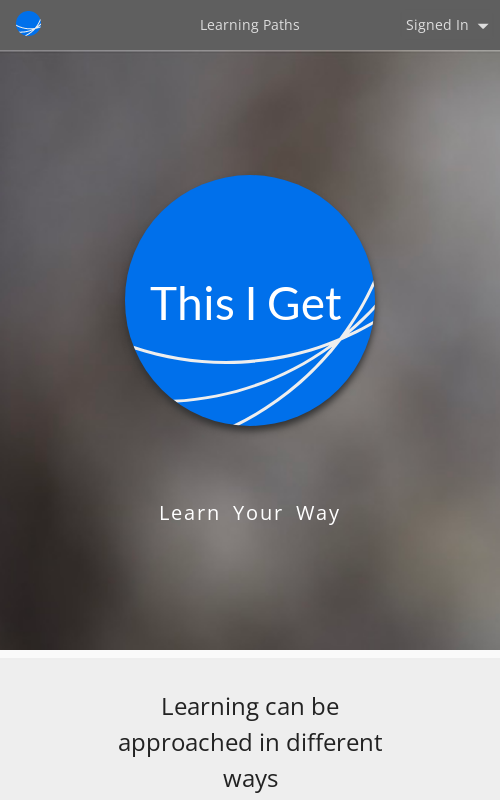 Learning Paths
Signed In
This I Get
Learn Your Way
Learning can be
approached in different
ways